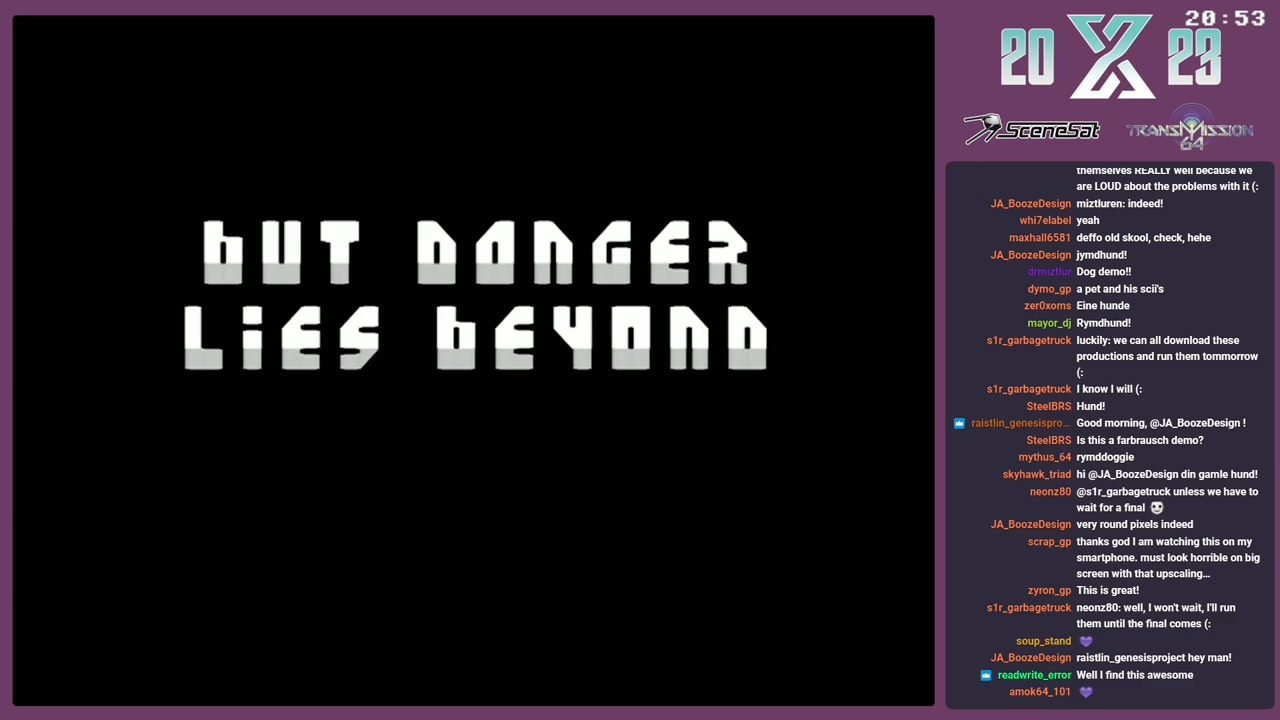 20:53
20 X 23
SceneSat
TRANSMISSION
64
BUT DANGER
LIES BEYOND
themselves REALLY well because we
are LOUD about the problems with it (:
JA_BoozeDesign miztluren: indeed!
whi7elabel yeah
maxhall6581 deffo old skool, check, hehe
JA_BoozeDesign jymdhund!
drmiztlur Dog demo!!
dymo_gp a pet and his scii's
zer0xoms Eine hunde
mayor_dj Rymdhund!
s1r_garbagetruck luckily: we can all download these
productions and run them tommorrow
(:
s1r_garbagetruck I know I will (:
SteelBRS Hund!
raistlin_genesispro... Good morning, @JA_BoozeDesign !
SteelBRS Is this a farbrausch demo?
mythus_64 rymddoggie
skyhawk_triad hi @JA_BoozeDesign din gamle hund!
neonz80 @s1r_garbagetruck unless we have to
wait for a final
JA_BoozeDesign very round pixels indeed
scrap_gp thanks god I am watching this on my
smartphone. must look horrible on big
screen with that upscaling...
zyron_gp This is great!
s1r_garbagetruck neonz80: well, I won't wait, I'll run
them until the final comes (:
soup_stand
JA_BoozeDesign raistlin_genesisproject hey man!
readwrite_error Well I find this awesome
amok64_101